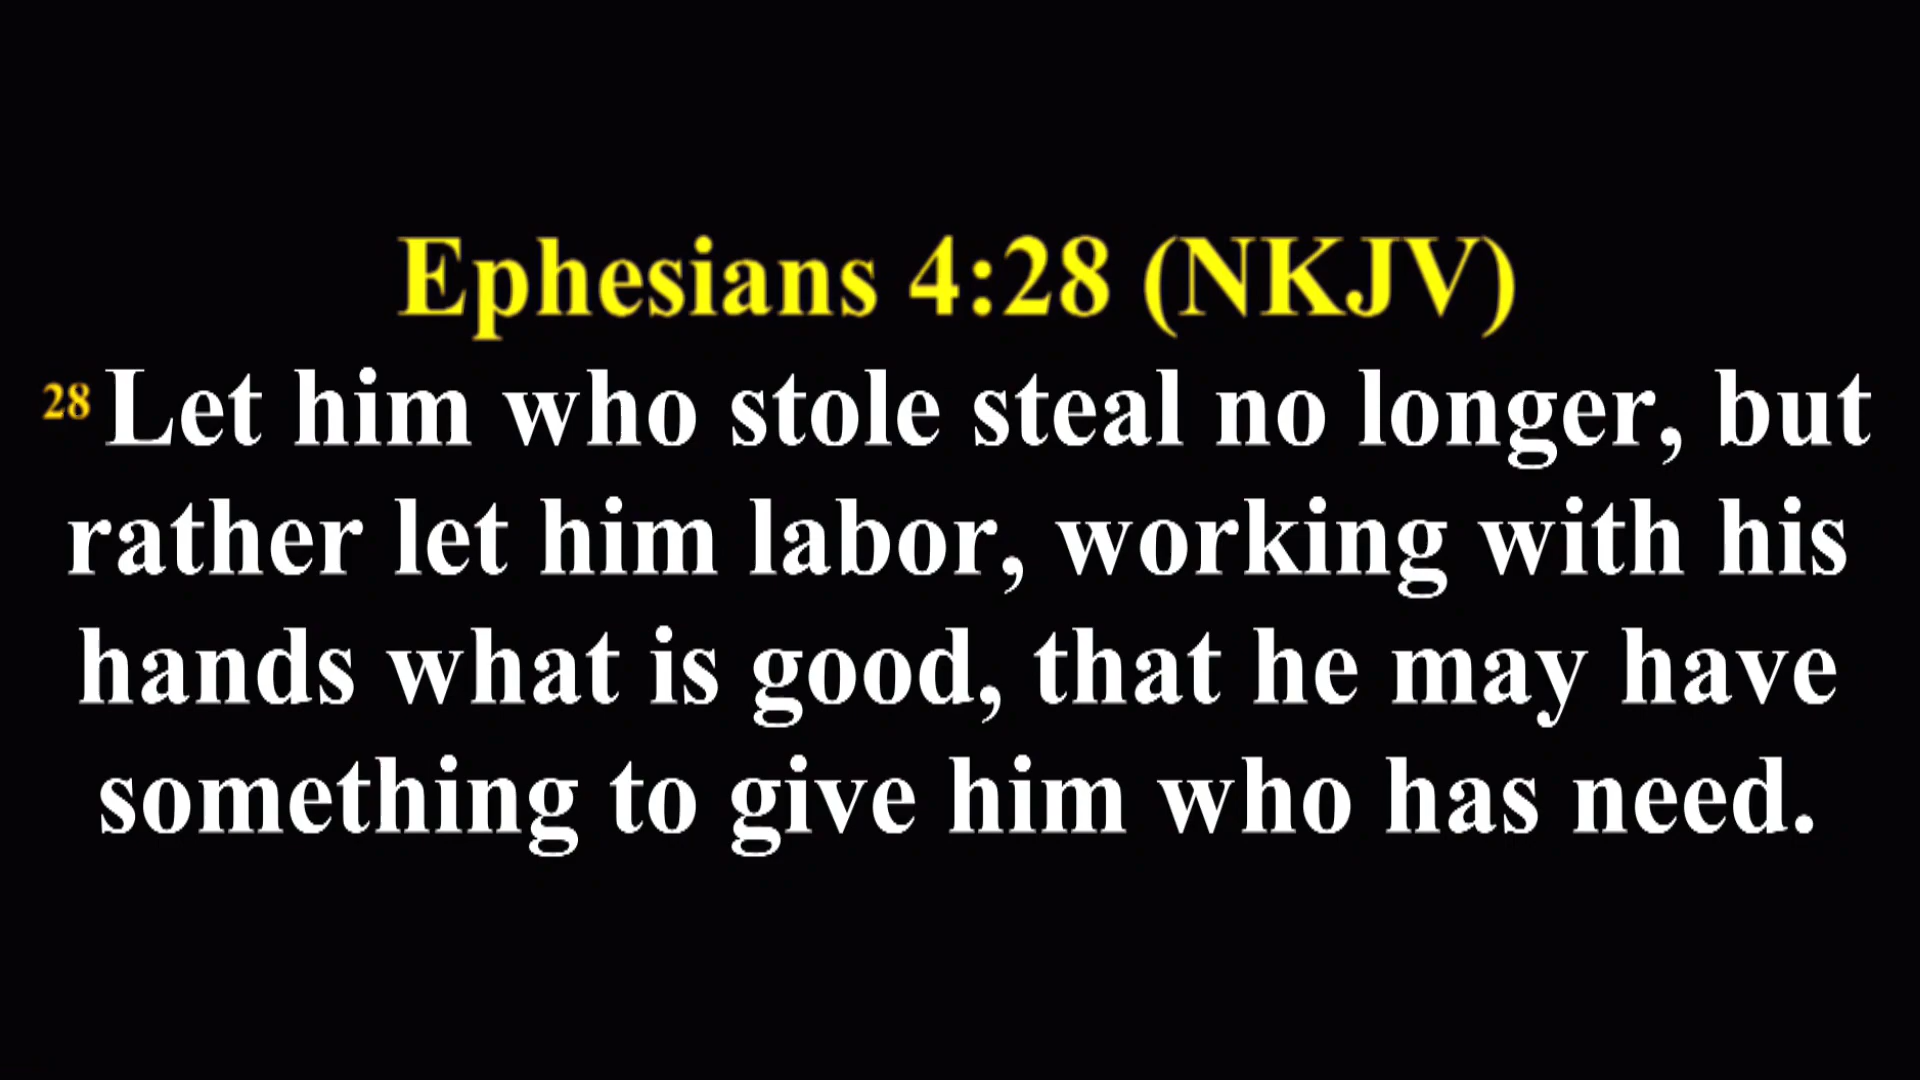 Ephesians 4:28 (NKJV)
28 Let him who stole steal no longer, but
rather let him labor, working with his
hands what is good, that he may have
something to give him who has need.